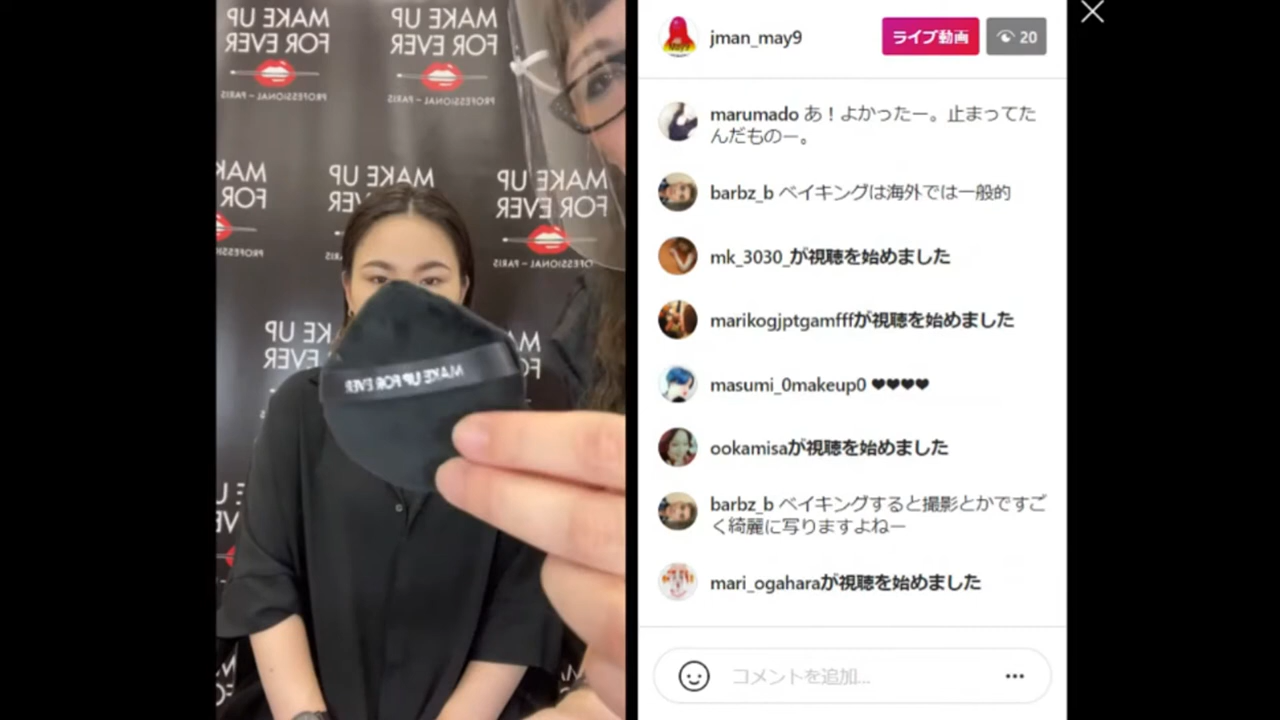 MAKE UP
FOR EVER
PROFESSIONAL – PARIS
MAKE UP
FOR EVER
PROFESSIONAL – PARIS
MAKE UP
FOR EVER
MAKE UP
FOR EVER
MAKE UP
FOR EVER
PROFESSIONAL – PARIS
MAKE UP
FOR EVER
MAKE UP FOR EVER
jman_may9
ライブ動画
20
marumado あ！よかったー。止まってた
んだものー。
barbz_b ベイキングは海外では一般的
mk_3030_が視聴を始めました
marikogjptgamfffが視聴を始めました
masumi_0makeup0 ❤❤❤❤
ookamisaが視聴を始めました
barbz_b ベイキングすると撮影とかですご
く綺麗に写りますよねー
mari_ogaharaが視聴を始めました
コメントを追加...